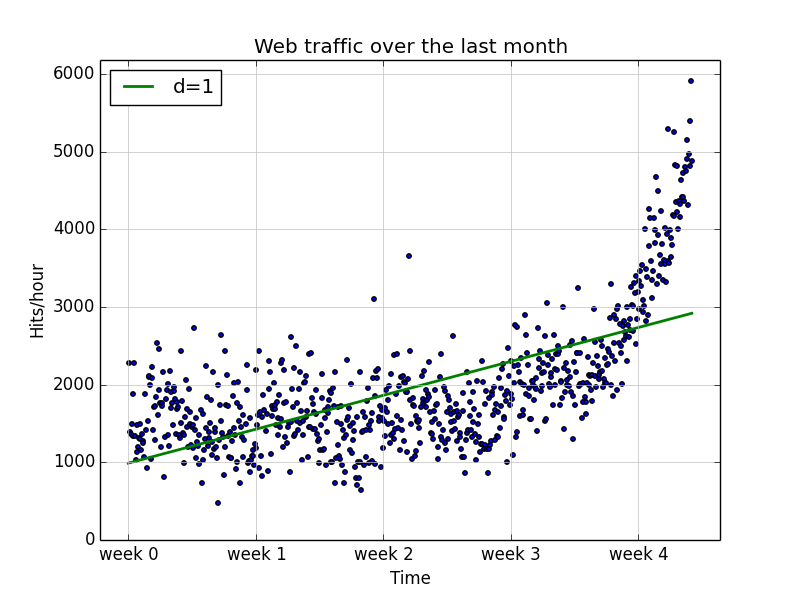 Web traffic over the last month
d=1
6000
5000
4000
3000
2000
1000
0
Hits/hour
week 0
week 1
week 2
week 3
week 4
Time